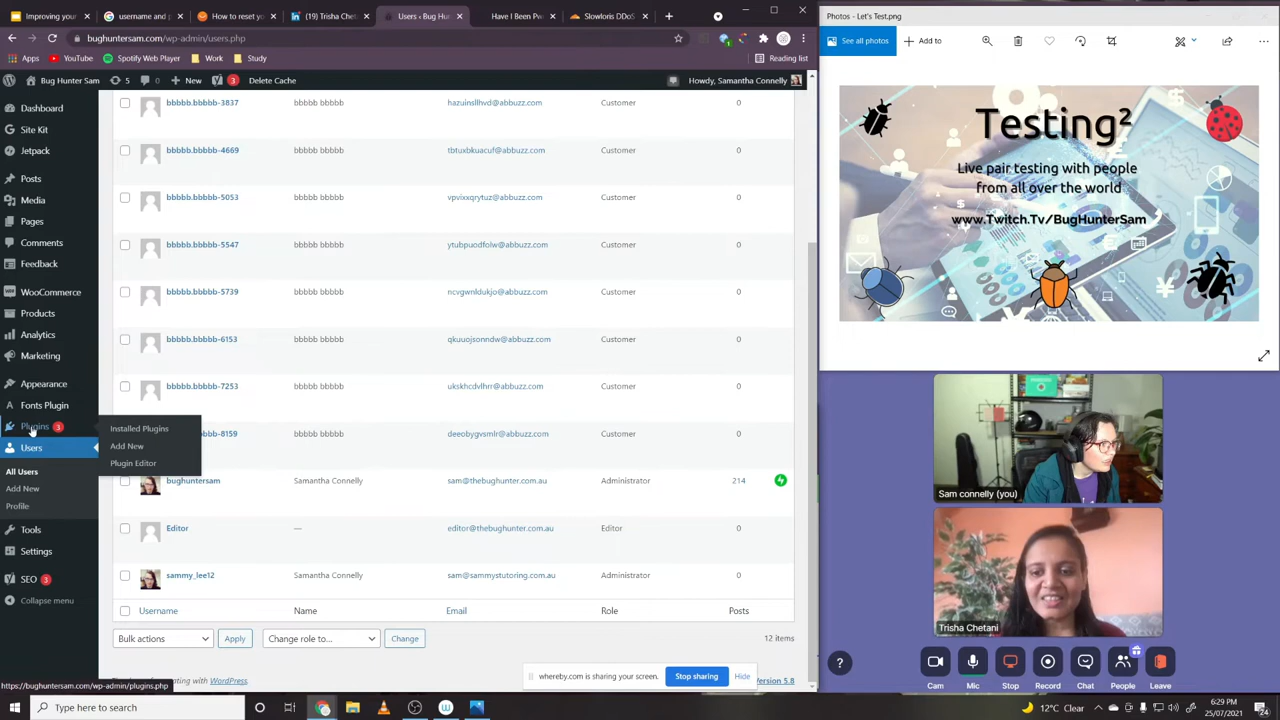 Improving your
username and p
How to reset yo
(19) Trisha Che
Users ‹ Bug Hu
Have I Been Pw
Slowloris DDoS
bughuntersam.com/wp-admin/users.php
Apps
YouTube
Spotify Web Player
Work
Study
Reading list
Bug Hunter Sam
5
0
New
3
Delete Cache
Howdy, Samantha Connelly
Dashboard
Site Kit
Jetpack
Posts
Media
Pages
Comments
Feedback
WooCommerce
Products
Analytics
Marketing
Appearance
Fonts Plugin
Plugins 3
Users
All Users
Add New
Profile
Tools
Settings
SEO 3
Collapse menu
Installed Plugins
Add New
Plugin Editor
bbbbb.bbbbb-3837 bbbbb bbbbb hazuinsllhvd@abbuzz.com Customer 0
bbbbb.bbbbb-4669 bbbbb bbbbb tbtuxbkuacuf@abbuzz.com Customer 0
bbbbb.bbbbb-5053 bbbbb bbbbb vpvixxqrytuz@abbuzz.com Customer 0
bbbbb.bbbbb-5547 bbbbb bbbbb ytubpuodfolw@abbuzz.com Customer 0
bbbbb.bbbbb-5739 bbbbb bbbbb ncvgwnldukjo@abbuzz.com Customer 0
bbbbb.bbbbb-6153 bbbbb bbbbb qkuuojsonndw@abbuzz.com Customer 0
bbbbb.bbbbb-7253 bbbbb bbbbb ukskhcdvlhrr@abbuzz.com Customer 0
bb-8159 bbbbb bbbbb deeobygvsmlr@abbuzz.com Customer 0
bughuntersam Samantha Connelly sam@thebughunter.com.au Administrator 214
Editor — editor@thebughunter.com.au Editor 0
sammy_lee12 Samantha Connelly sam@sammystutoring.com.au Administrator 0
Username Name Email Role Posts
Bulk actions
Apply
Change role to...
Change
12 items
WordPress.
Version 5.8
whereby.com is sharing your screen.
Stop sharing
Hide
https://bughuntersam.com/wp-admin/plugins.php
Photos - Let's Test.png
See all photos
Add to
Testing²
Live pair testing with people
from all over the world
www.Twitch.Tv/BugHunterSam
Sam connelly (you)
Trisha Chetani
?
Cam
Mic
Stop
Record
Chat
People
Leave
Type here to search
12°C Clear
6:29 PM
25/07/2021
24